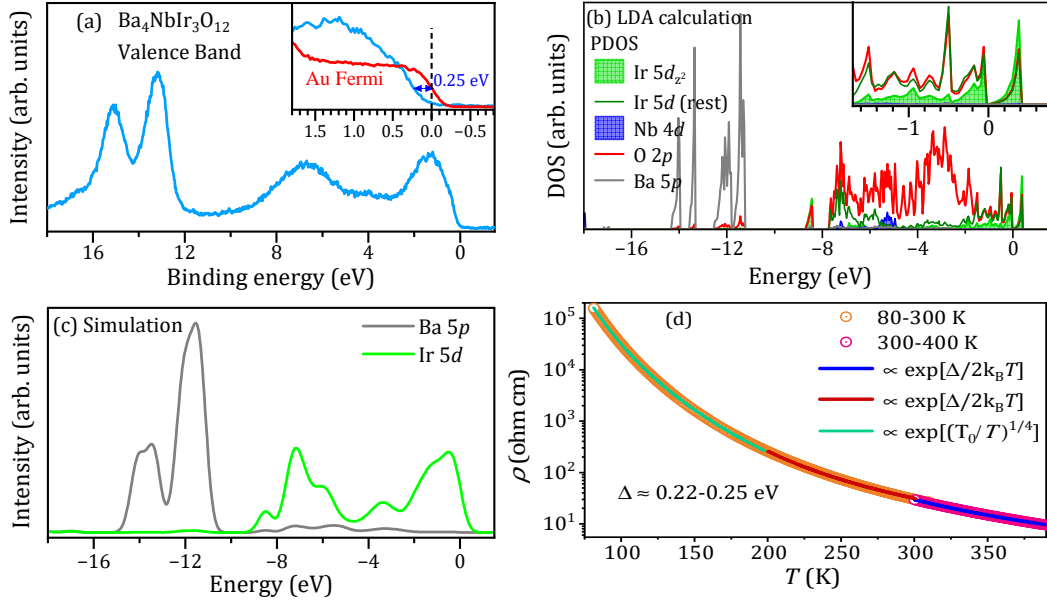 (a) Ba₄NbIr₃O₁₂
Valence Band
Au Fermi
0.25 eV
1.5 1.0 0.5 0.0 −0.5
Intensity (arb. units)
16 12 8 4 0
Binding energy (eV)
(b) LDA calculation
PDOS
Ir 5d_z²
Ir 5d (rest)
Nb 4d
O 2p
Ba 5p
−1 0
DOS (arb. units)
−16 −12 −8 −4 0
Energy (eV)
(c) Simulation
Ba 5p
Ir 5d
Intensity (arb. units)
−16 −12 −8 −4 0
Energy (eV)
(d)
80-300 K
300-400 K
∝ exp[Δ/2k_BT]
∝ exp[Δ/2k_BT]
∝ exp[(T₀/T)^1/4]
Δ ≈ 0.22-0.25 eV
ρ (ohm cm)
10⁵
10⁴
10³
10²
10¹
100 150 200 250 300 350
T (K)